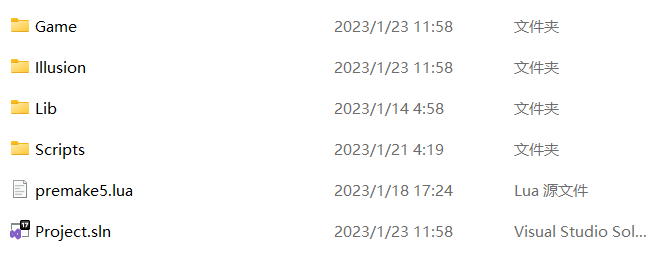 Game 2023/1/23 11:58 文件夹
Illusion 2023/1/23 11:58 文件夹
Lib 2023/1/14 4:58 文件夹
Scripts 2023/1/21 4:19 文件夹
premake5.lua 2023/1/18 17:24 Lua 源文件
17 Project.sln 2023/1/23 11:58 Visual Studio Sol...